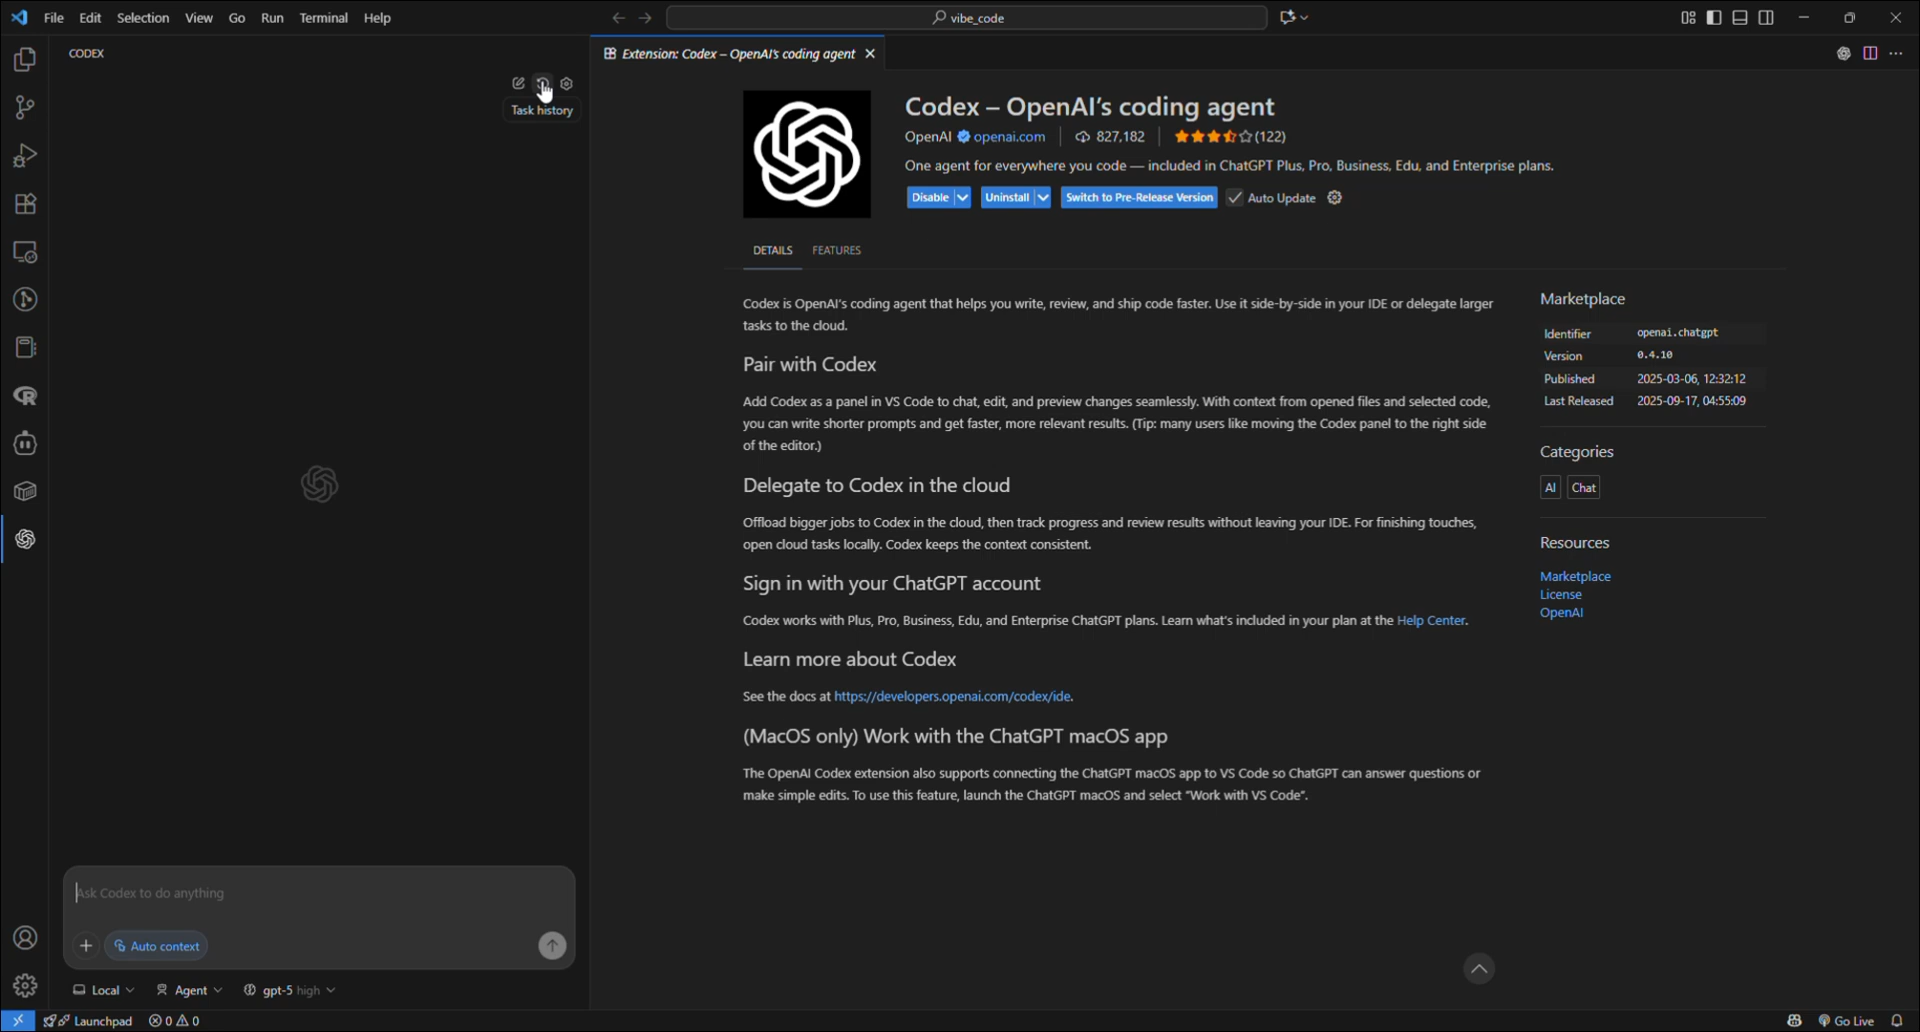 File Edit Selection View Go Run Terminal Help
vibe_code
CODEX
Task history
Extension: Codex – OpenAI's coding agent
Codex – OpenAI's coding agent
OpenAI openai.com 827,182 (122)
One agent for everywhere you code — included in ChatGPT Plus, Pro, Business, Edu, and Enterprise plans.
Disable Uninstall Switch to Pre-Release Version Auto Update
DETAILS FEATURES
Codex is OpenAI's coding agent that helps you write, review, and ship code faster. Use it side-by-side in your IDE or delegate larger
tasks to the cloud.
Pair with Codex
Add Codex as a panel in VS Code to chat, edit, and preview changes seamlessly. With context from opened files and selected code,
you can write shorter prompts and get faster, more relevant results. (Tip: many users like moving the Codex panel to the right side
of the editor.)
Delegate to Codex in the cloud
Offload bigger jobs to Codex in the cloud, then track progress and review results without leaving your IDE. For finishing touches,
open cloud tasks locally. Codex keeps the context consistent.
Sign in with your ChatGPT account
Codex works with Plus, Pro, Business, Edu, and Enterprise ChatGPT plans. Learn what's included in your plan at the Help Center.
Learn more about Codex
See the docs at https://developers.openai.com/codex/ide.
(MacOS only) Work with the ChatGPT macOS app
The OpenAI Codex extension also supports connecting the ChatGPT macOS app to VS Code so ChatGPT can answer questions or
make simple edits. To use this feature, launch the ChatGPT macOS and select "Work with VS Code".
Marketplace
Identifier openai.chatgpt
Version 0.4.10
Published 2025-03-06, 12:32:12
Last Released 2025-09-17, 04:55:09
Categories
AI Chat
Resources
Marketplace
License
OpenAI
Ask Codex to do anything
Auto context
Local Agent gpt-5 high
Launchpad 0 0
Go Live